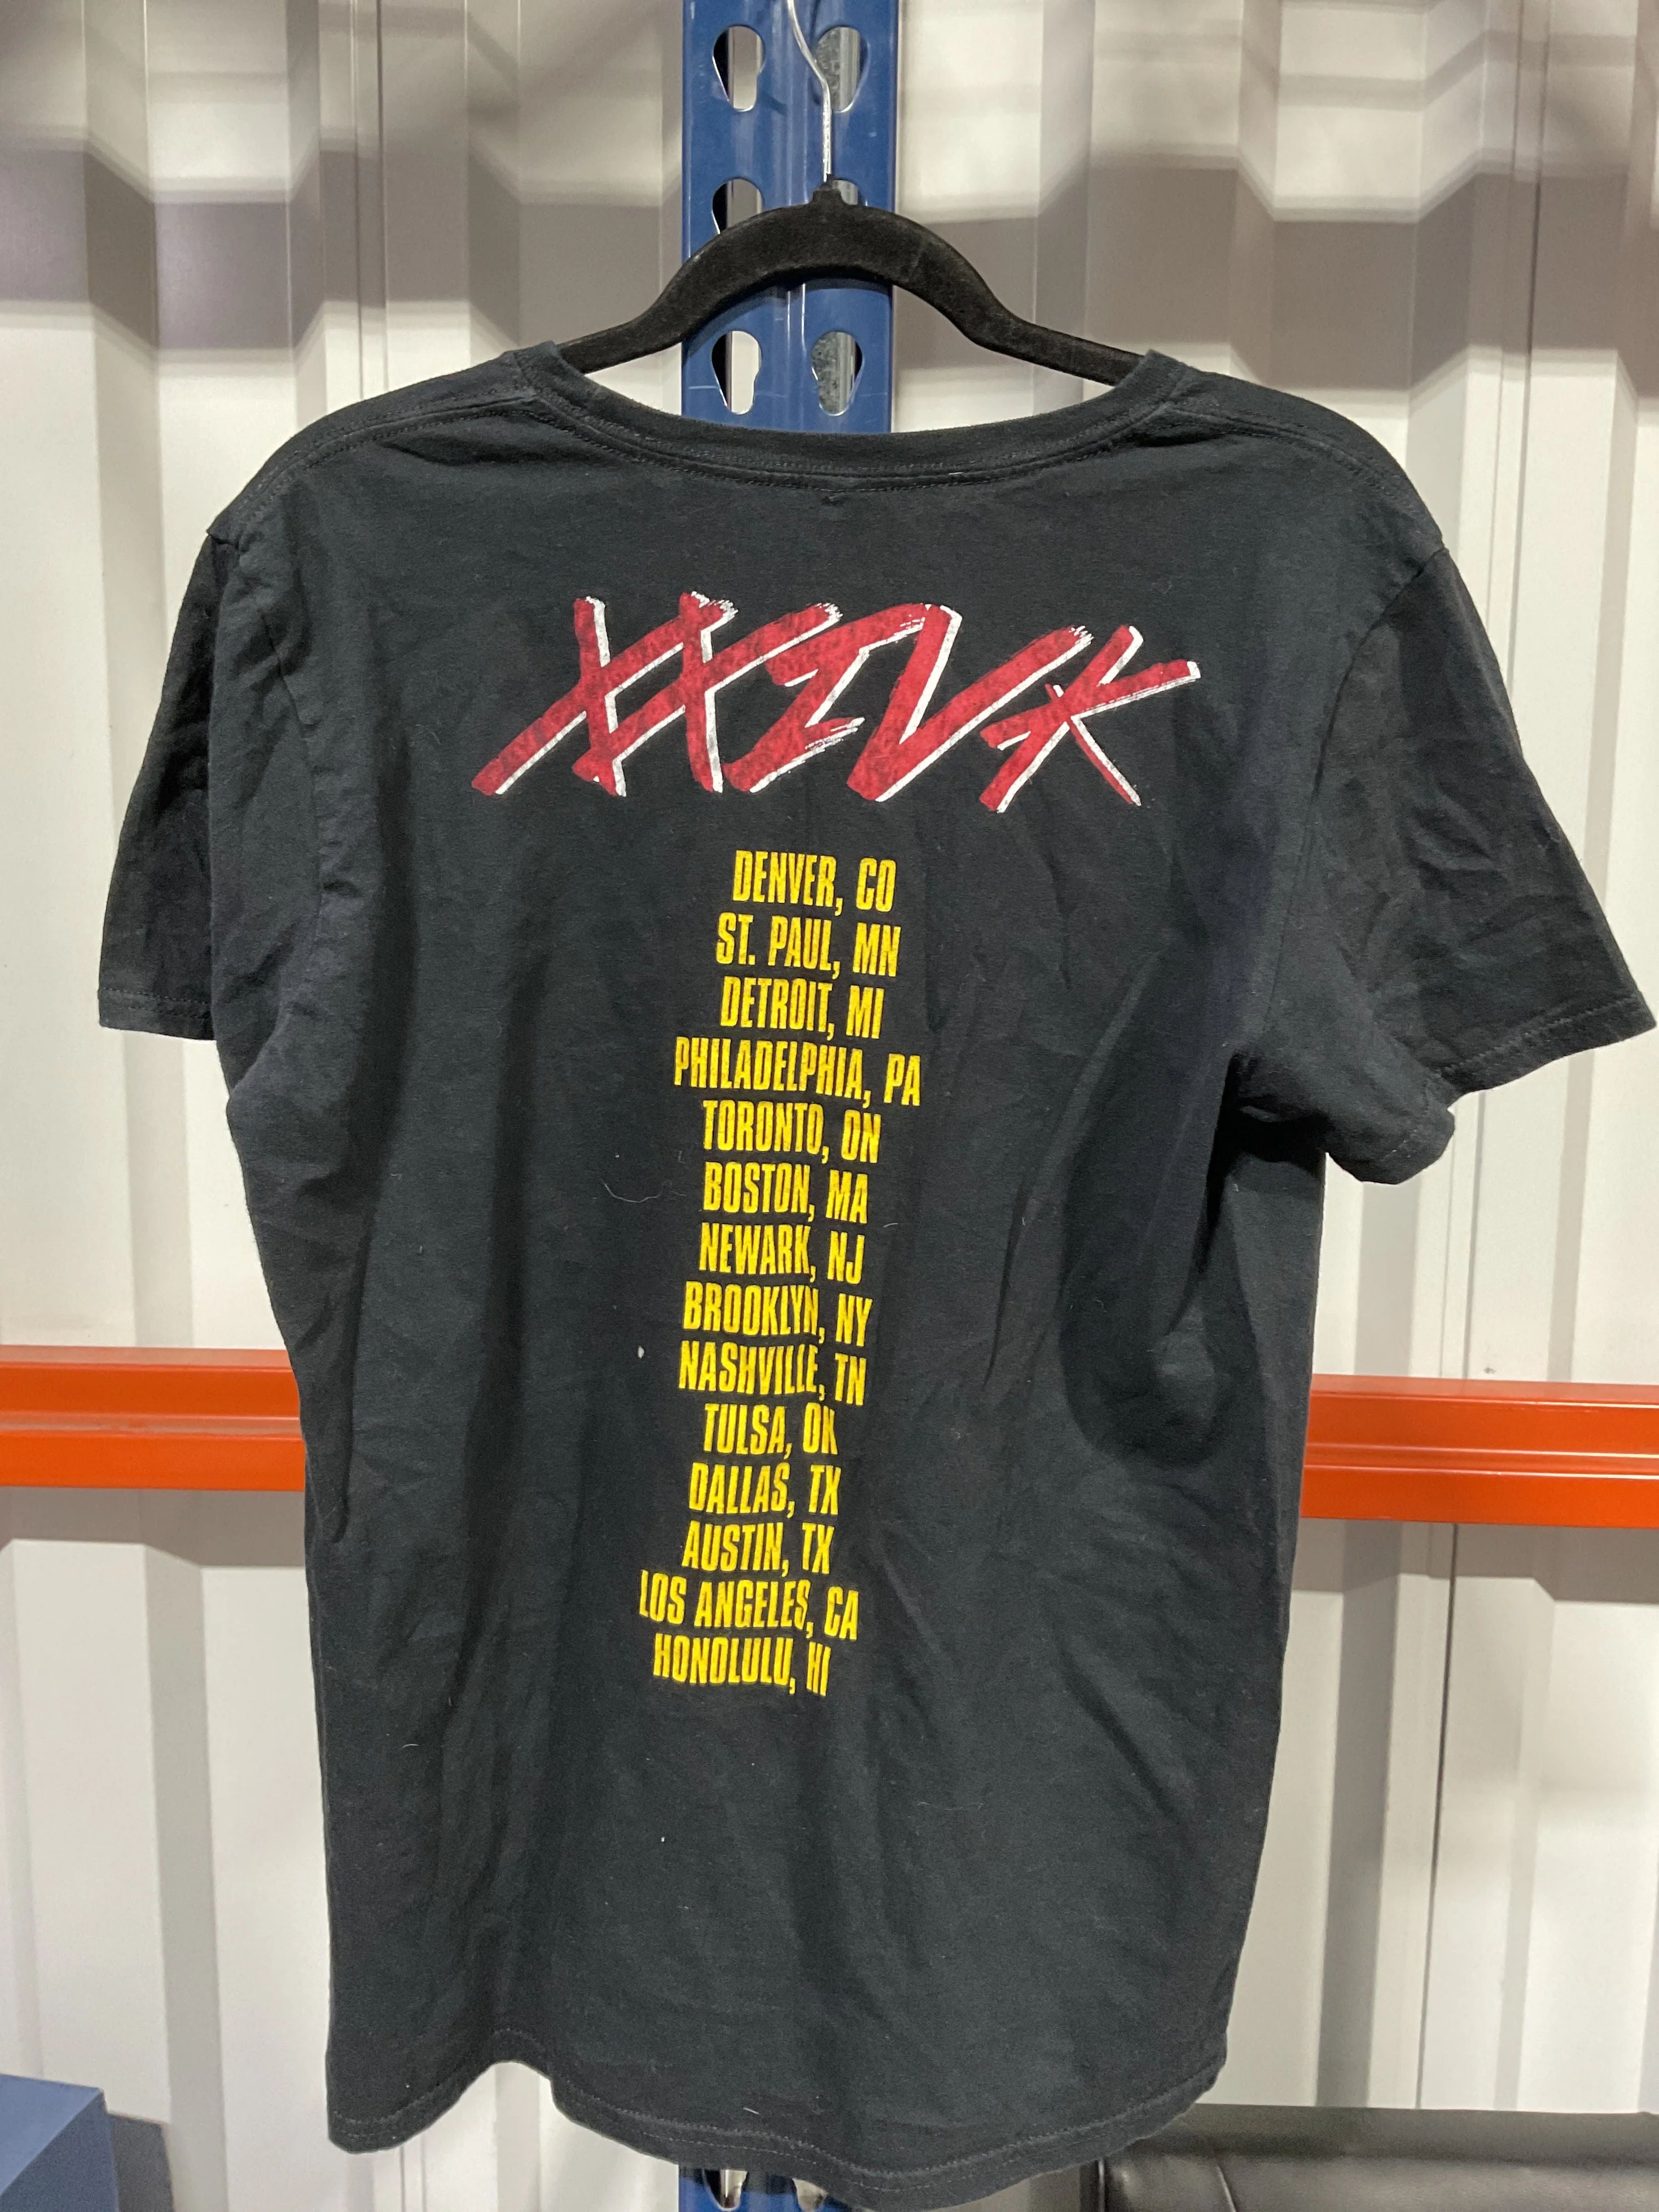 XXIVK
DENVER, CO
ST. PAUL, MN
DETROIT, MI
PHILADELPHIA, PA
TORONTO, ON
BOSTON, MA
NEWARK, NJ
BROOKLYN, NY
NASHVILLE, TN
TULSA, OK
DALLAS, TX
AUSTIN, TX
LOS ANGELES, CA
HONOLULU, HI